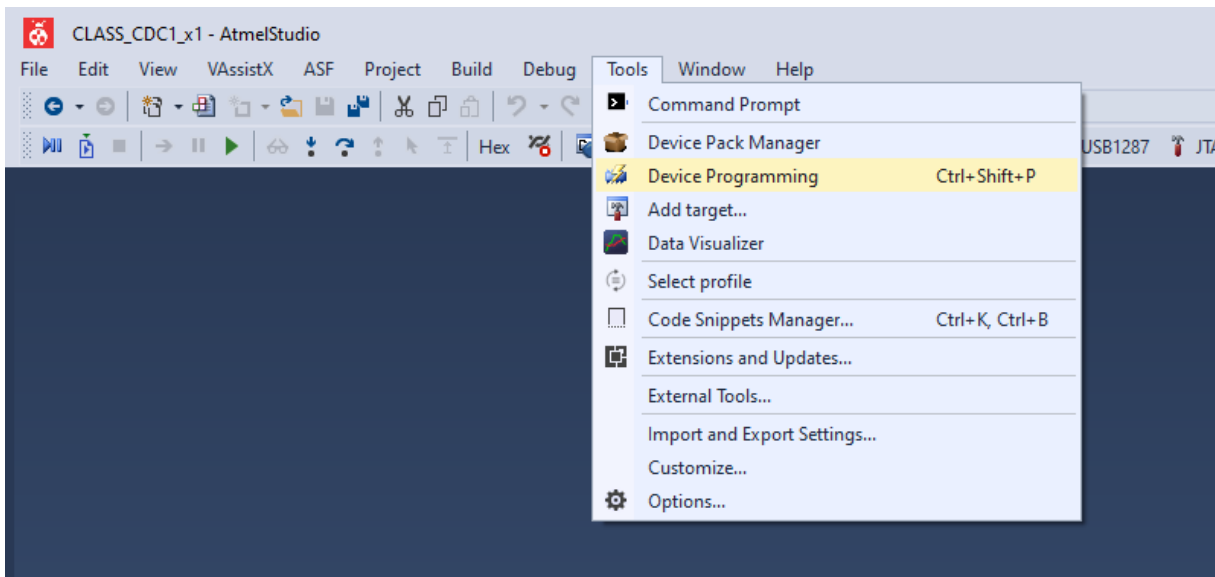 CLASS_CDC1_x1 - AtmelStudio
File Edit View VAssistX ASF Project Build Debug Tools Window Help
Command Prompt
Hex
Device Pack Manager
USB1287 JTA
Device Programming Ctrl+Shift+P
Add target...
Data Visualizer
Select profile
Code Snippets Manager... Ctrl+K, Ctrl+B
Extensions and Updates...
External Tools...
Import and Export Settings...
Customize...
Options...